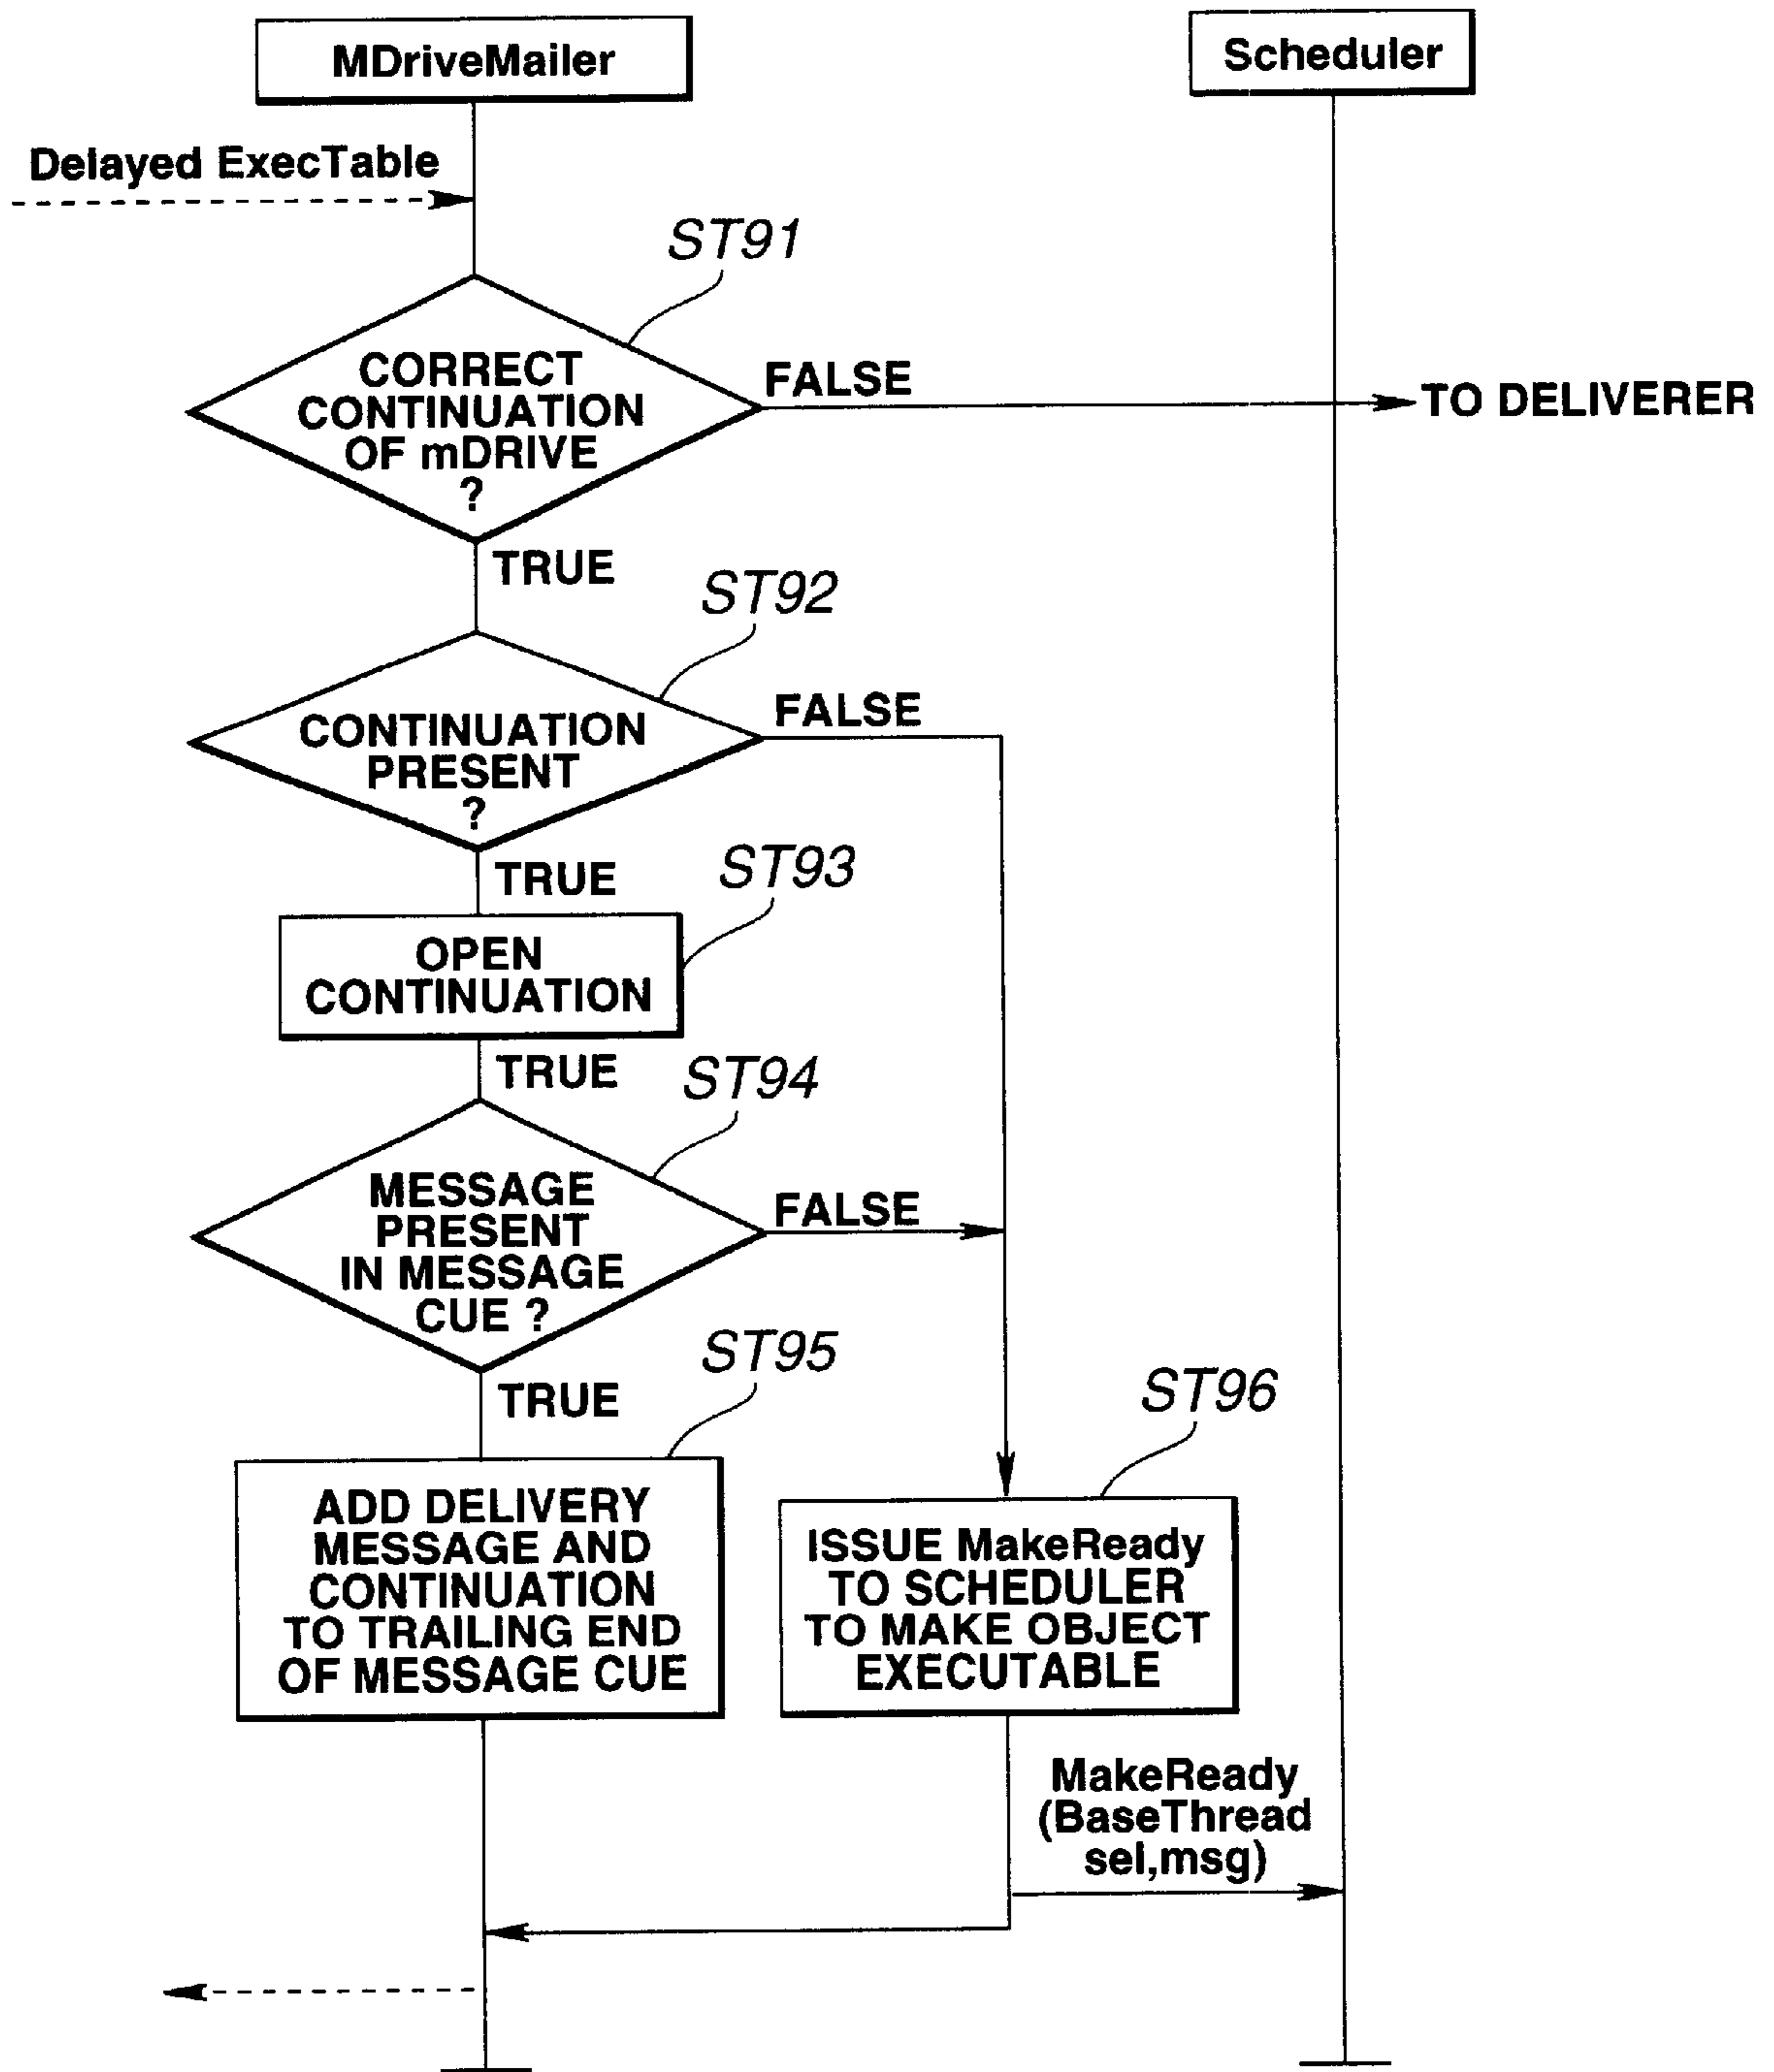 MDriveMailer
Scheduler
Delayed ExecTable
ST91
CORRECT
CONTINUATION
OF mDRIVE
?
FALSE
TO DELIVERER
TRUE
ST92
CONTINUATION
PRESENT
?
FALSE
TRUE
ST93
OPEN
CONTINUATION
TRUE
ST94
MESSAGE
PRESENT
IN MESSAGE
CUE ?
FALSE
TRUE
ST95
ST96
ADD DELIVERY
MESSAGE AND
CONTINUATION
TO TRAILING END
OF MESSAGE CUE
ISSUE MakeReady
TO SCHEDULER
TO MAKE OBJECT
EXECUTABLE
MakeReady
(BaseThread
sel,msg)